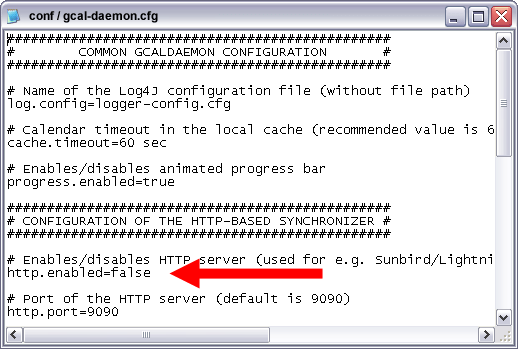 conf / gcal-daemon.cfg
##################################################
#        COMMON GCALDAEMON CONFIGURATION         #
##################################################
# Name of the Log4J configuration file (without file path)
log.config=logger-config.cfg
# Calendar timeout in the local cache (recommended value is 6
cache.timeout=60 sec
# Enables/disables animated progress bar
progress.enabled=true
##################################################
# CONFIGURATION OF THE HTTP-BASED SYNCHRONIZER #
##################################################
# Enables/disables HTTP server (used for e.g. Sunbird/Lightni
http.enabled=false
# Port of the HTTP server (default is 9090)
http.port=9090